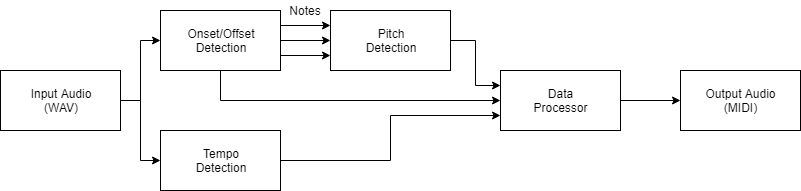 Notes
Onset/Offset
Detection
Pitch
Detection
Input Audio
(WAV)
Data
Processor
Output Audio
(MIDI)
Tempo
Detection